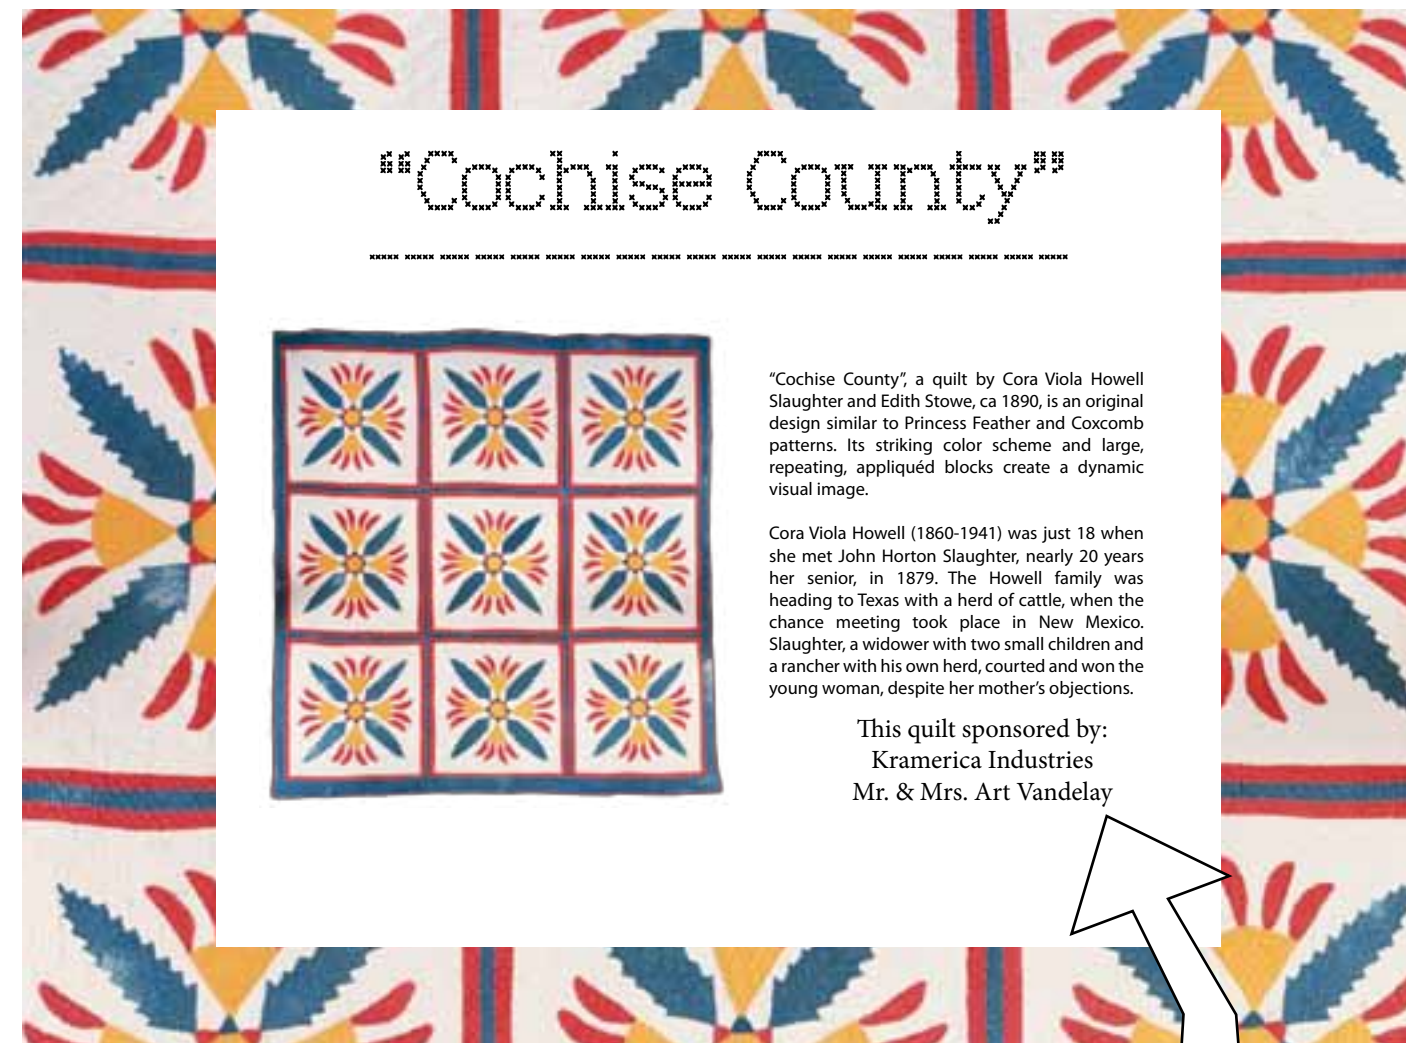 “Cochise County”
“Cochise County”, a quilt by Cora Viola Howell
Slaughter and Edith Stowe, ca 1890, is an original
design similar to Princess Feather and Coxcomb
patterns. Its striking color scheme and large,
repeating, appliquéd blocks create a dynamic
visual image.
Cora Viola Howell (1860-1941) was just 18 when
she met John Horton Slaughter, nearly 20 years
her senior, in 1879. The Howell family was
heading to Texas with a herd of cattle, when the
chance meeting took place in New Mexico.
Slaughter, a widower with two small children and
a rancher with his own herd, courted and won the
young woman, despite her mother’s objections.
This quilt sponsored by:
Kramerica Industries
Mr. & Mrs. Art Vandelay